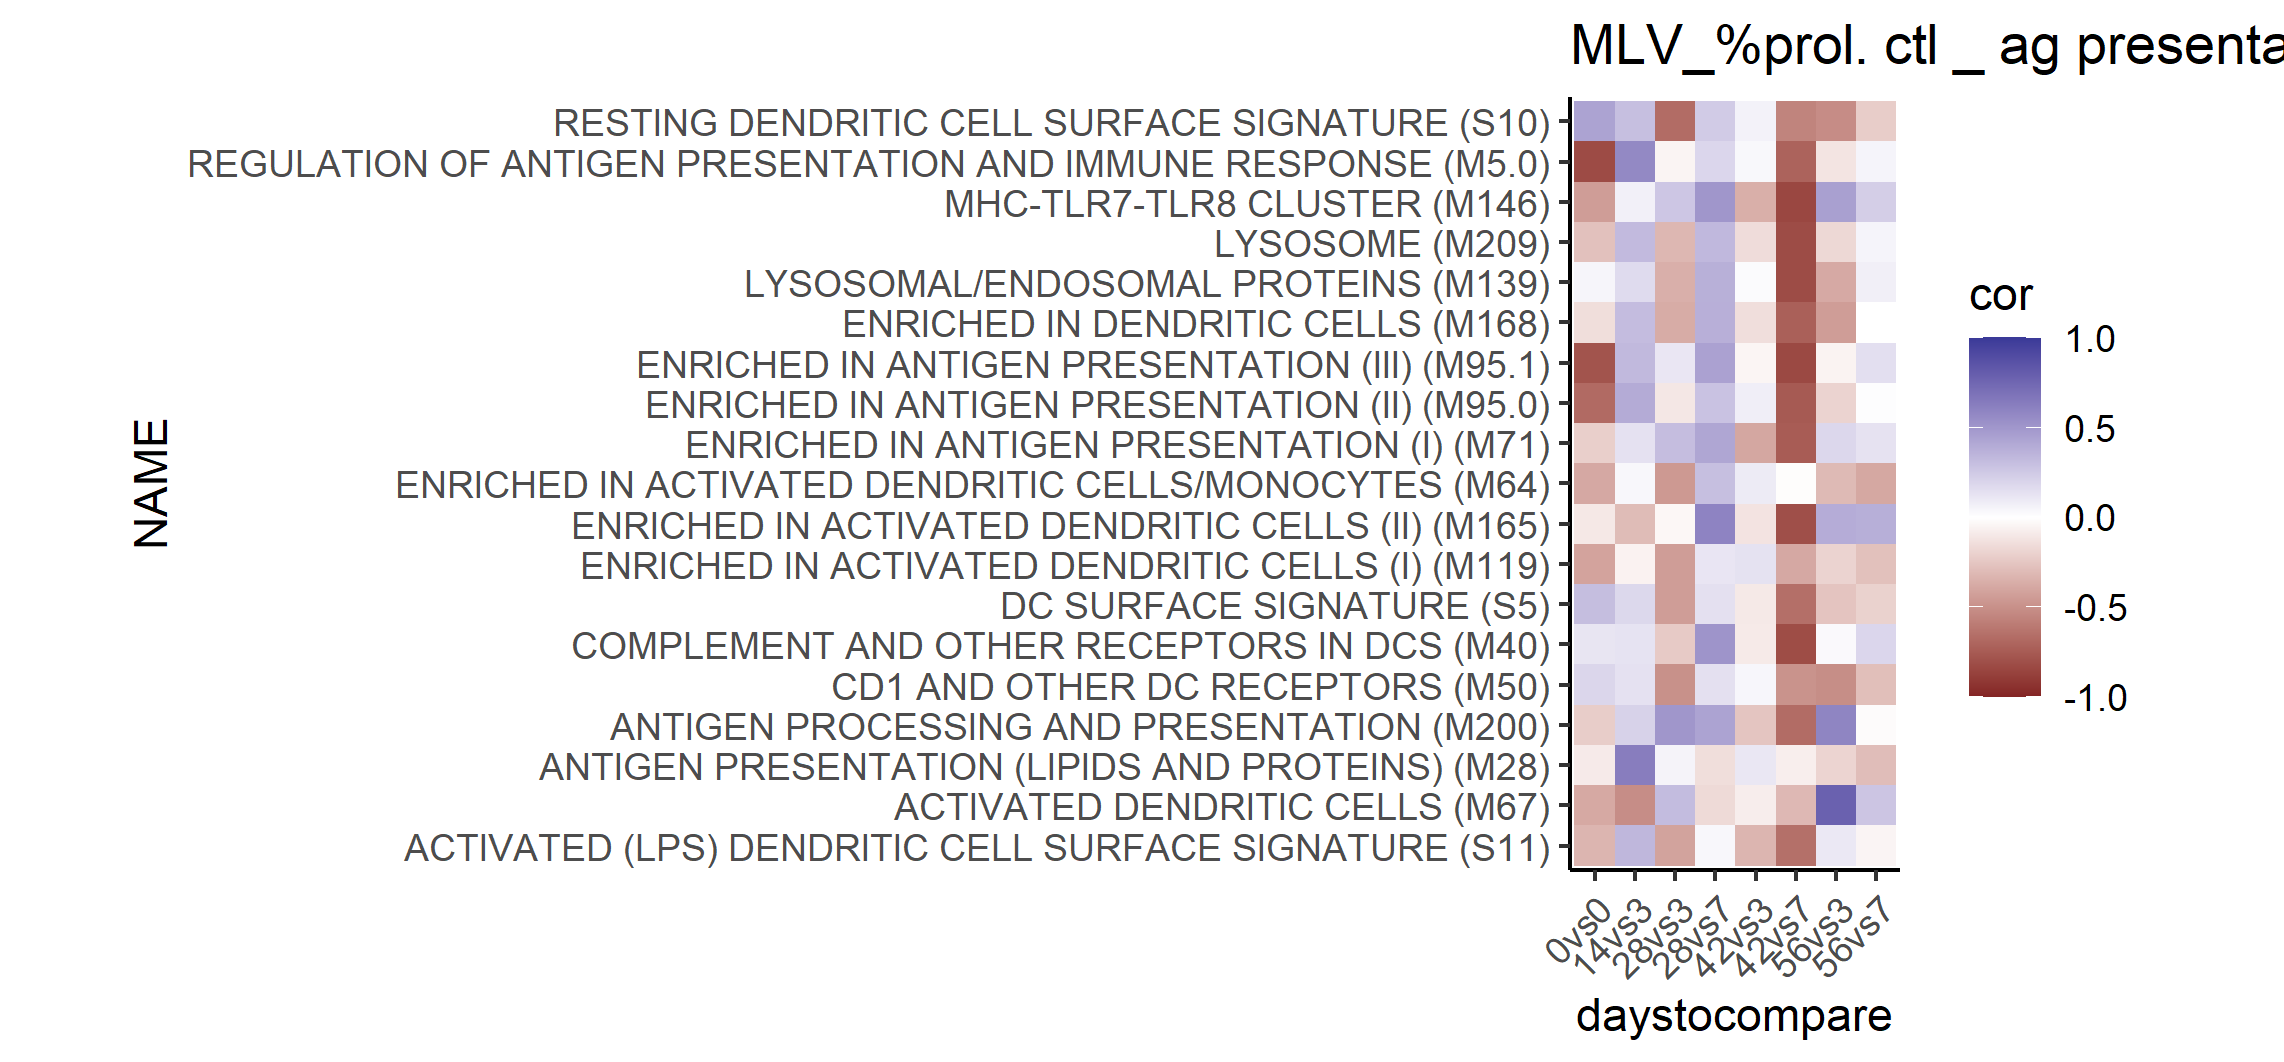 MLV_%prol. ctl _ ag presenta
RESTING DENDRITIC CELL SURFACE SIGNATURE (S10)
REGULATION OF ANTIGEN PRESENTATION AND IMMUNE RESPONSE (M5.0)
MHC-TLR7-TLR8 CLUSTER (M146)
LYSOSOME (M209)
LYSOSOMAL/ENDOSOMAL PROTEINS (M139)
ENRICHED IN DENDRITIC CELLS (M168)
ENRICHED IN ANTIGEN PRESENTATION (III) (M95.1)
ENRICHED IN ANTIGEN PRESENTATION (II) (M95.0)
ENRICHED IN ANTIGEN PRESENTATION (I) (M71)
ENRICHED IN ACTIVATED DENDRITIC CELLS/MONOCYTES (M64)
ENRICHED IN ACTIVATED DENDRITIC CELLS (II) (M165)
ENRICHED IN ACTIVATED DENDRITIC CELLS (I) (M119)
DC SURFACE SIGNATURE (S5)
COMPLEMENT AND OTHER RECEPTORS IN DCS (M40)
CD1 AND OTHER DC RECEPTORS (M50)
ANTIGEN PROCESSING AND PRESENTATION (M200)
ANTIGEN PRESENTATION (LIPIDS AND PROTEINS) (M28)
ACTIVATED DENDRITIC CELLS (M67)
ACTIVATED (LPS) DENDRITIC CELL SURFACE SIGNATURE (S11)
NAME
0vs0
14vs3
28vs3
28vs7
42vs3
42vs7
56vs3
56vs7
daystocompare
cor
1.0
0.5
0.0
-0.5
-1.0